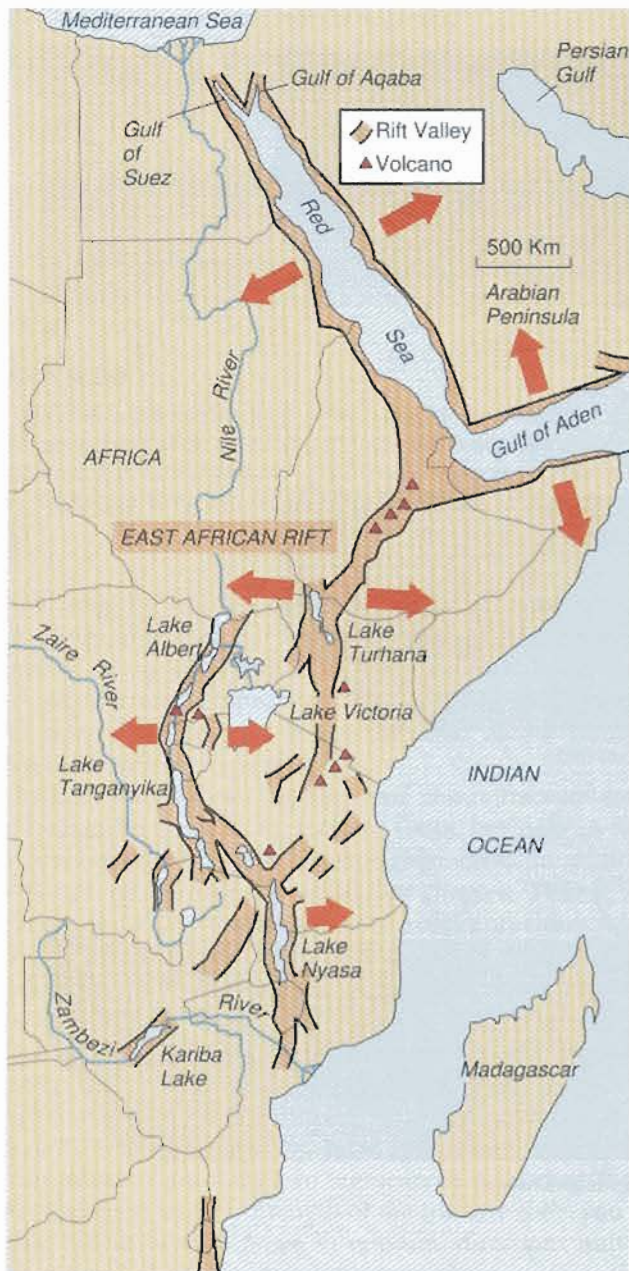 Mediterranean Sea
Persian
Gulf
Gulf of Aqaba
Gulf
of
Suez
Rift Valley
Volcano
Red
Sea
500 Km
Arabian
Peninsula
Nile River
Gulf of Aden
AFRICA
EAST AFRICAN RIFT
Lake
Albert
Lake
Turhana
Zaire River
Lake Victoria
Lake
Tanganyika
INDIAN
OCEAN
Lake
Nyasa
Zambezi River
Kariba
Lake
Madagascar